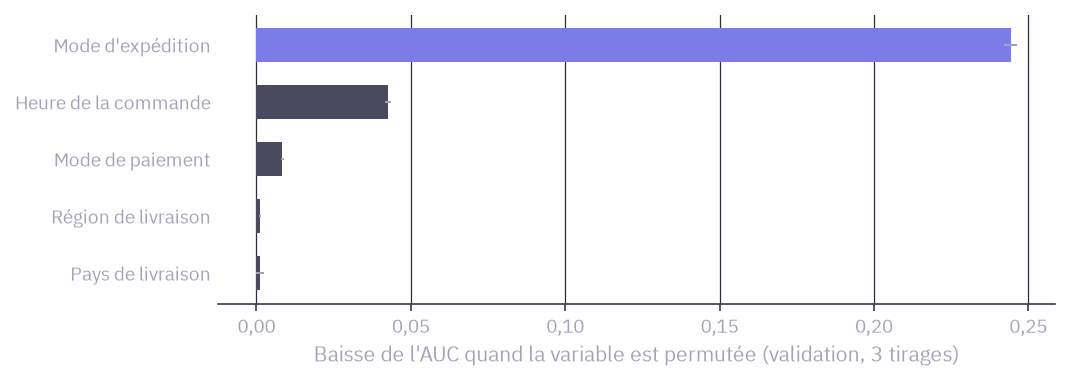 Mode d'expédition
Heure de la commande
Mode de paiement
Région de livraison
Pays de livraison
0,00 0,05 0,10 0,15 0,20 0,25
Baisse de l'AUC quand la variable est permutée (validation, 3 tirages)